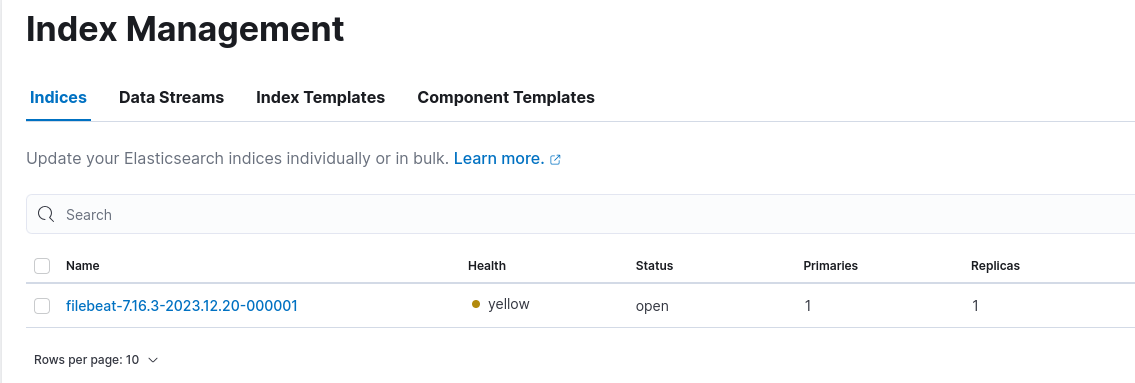 Index Management
Indices Data Streams Index Templates Component Templates
Update your Elasticsearch indices individually or in bulk. Learn more.
Search
Name Health Status Primaries Replicas
filebeat-7.16.3-2023.12.20-000001 yellow open 1 1
Rows per page: 10